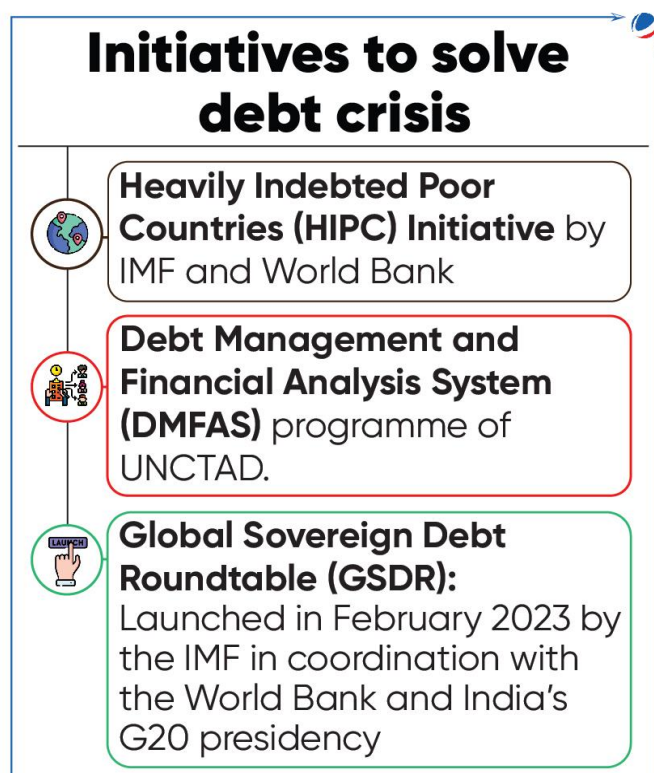 Initiatives to solve
debt crisis
Heavily Indebted Poor
Countries (HIPC) Initiative by
IMF and World Bank
Debt Management and
Financial Analysis System
(DMFAS) programme of
UNCTAD.
LAUNCH
Global Sovereign Debt
Roundtable (GSDR):
Launched in February 2023 by
the IMF in coordination with
the World Bank and India's
G20 presidency